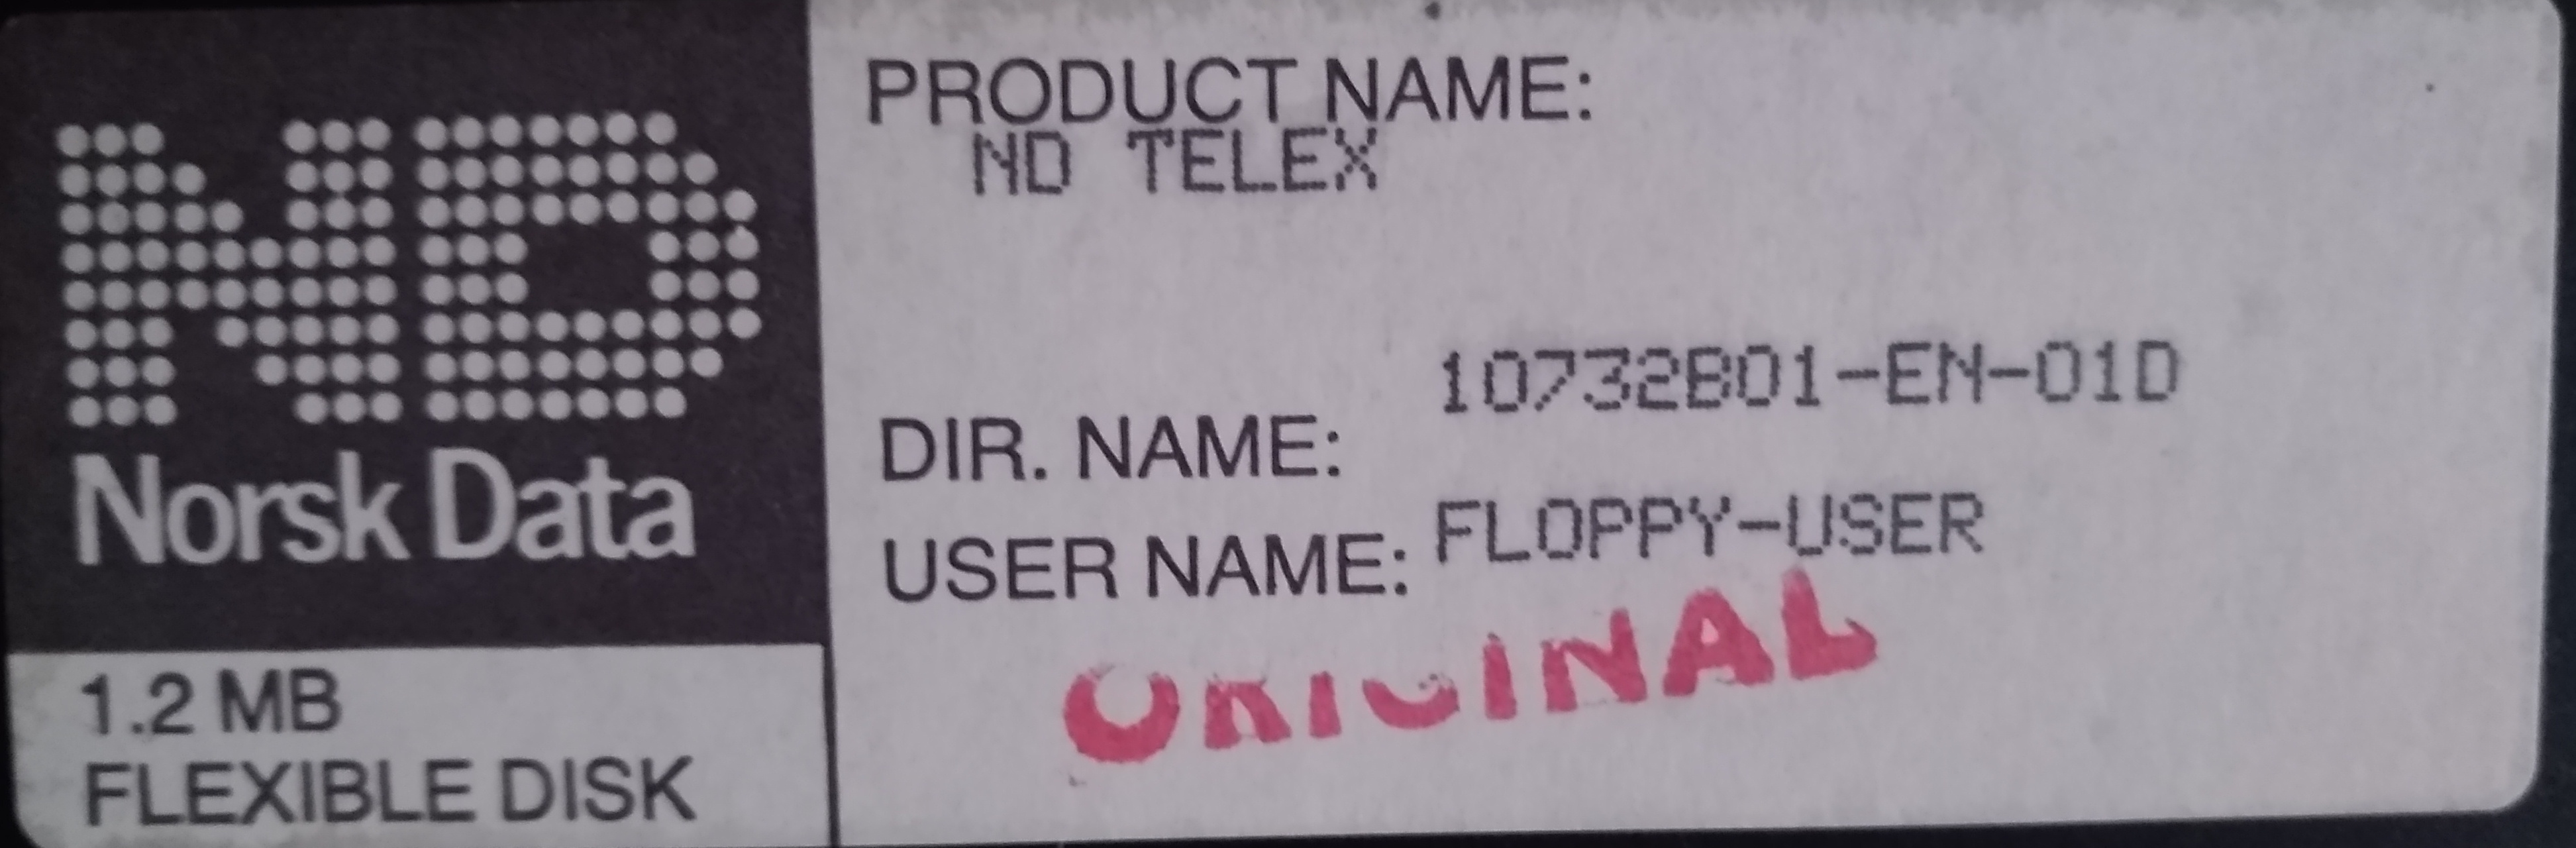 ND
Norsk Data
1.2 MB
FLEXIBLE DISK
PRODUCT NAME:
ND TELEX
DIR. NAME: 10732B01-EN-01D
USER NAME: FLOPPY-USER
ORIGINAL